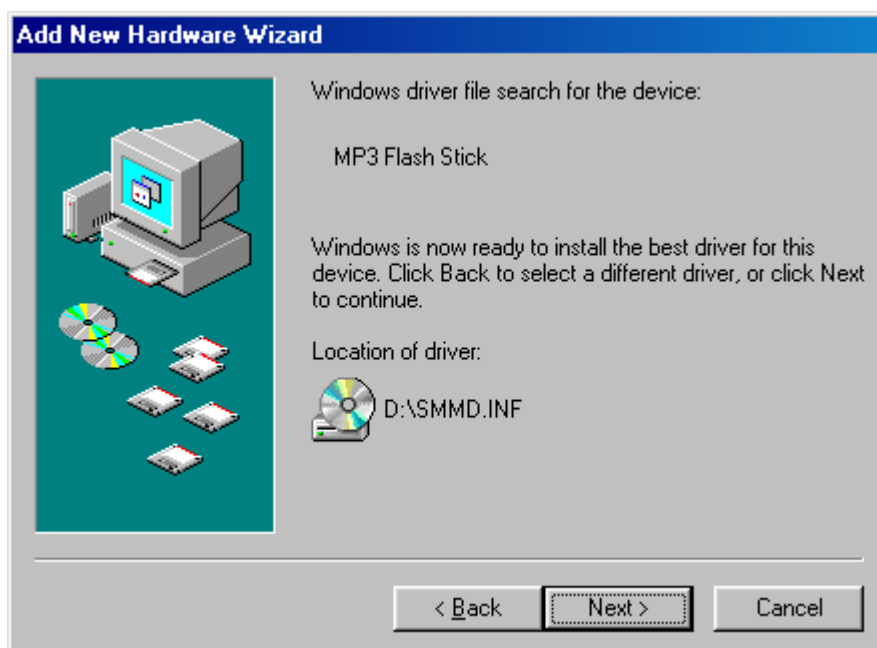 Add New Hardware Wizard
Windows driver file search for the device:
MP3 Flash Stick
Windows is now ready to install the best driver for this
device. Click Back to select a different driver, or click Next
to continue.
Location of driver:
D:\SMMD.INF
< Back
Next >
Cancel